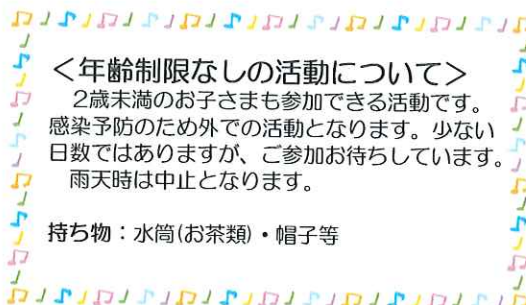 ＜年齢制限なしの活動について＞
2歳未満のお子さまも参加できる活動です。
感染予防のため外での活動となります。少ない
日数ではありますが、ご参加お待ちしています。
雨天時は中止となります。
持ち物：水筒(お茶類)・帽子等